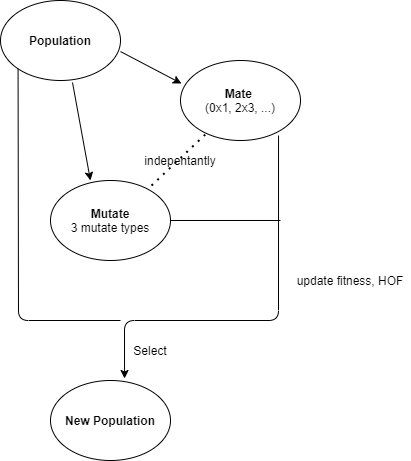 Population
Mate
(0x1, 2x3, ...)
indepentantly
Mutate
3 mutate types
update fitness, HOF
Select
New Population